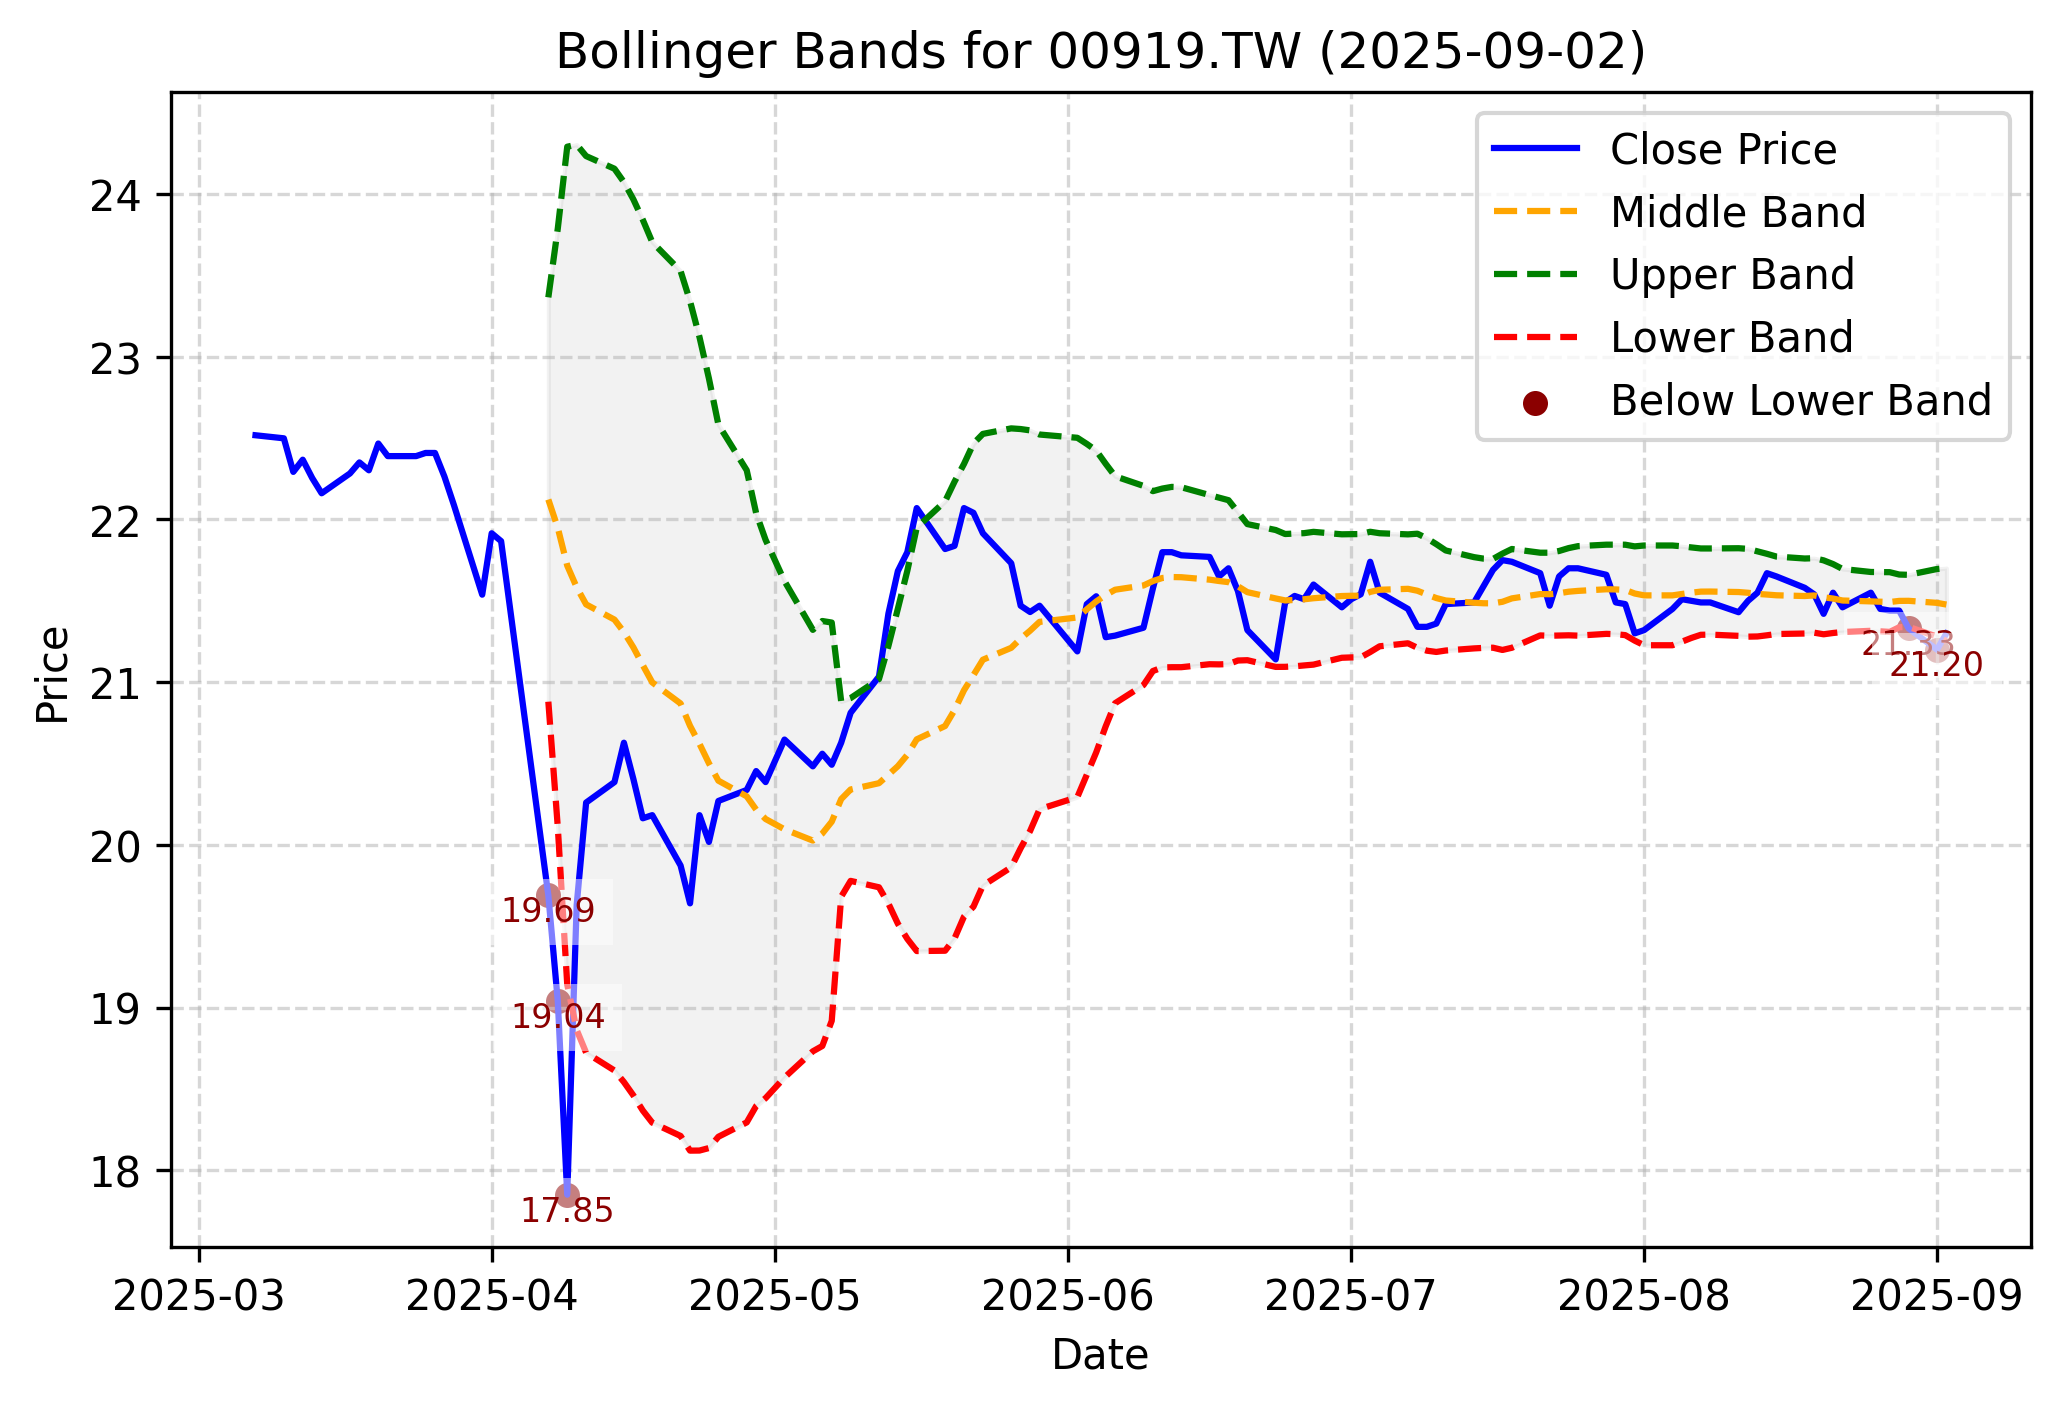 Bollinger Bands for 00919.TW (2025-09-02)
Close Price
Middle Band
Upper Band
Lower Band
Below Lower Band
Price
24
23
22
21
20
19
18
19.69
19.04
17.85
21.33
21.20
2025-03
2025-04
2025-05
2025-06
2025-07
2025-08
2025-09
Date